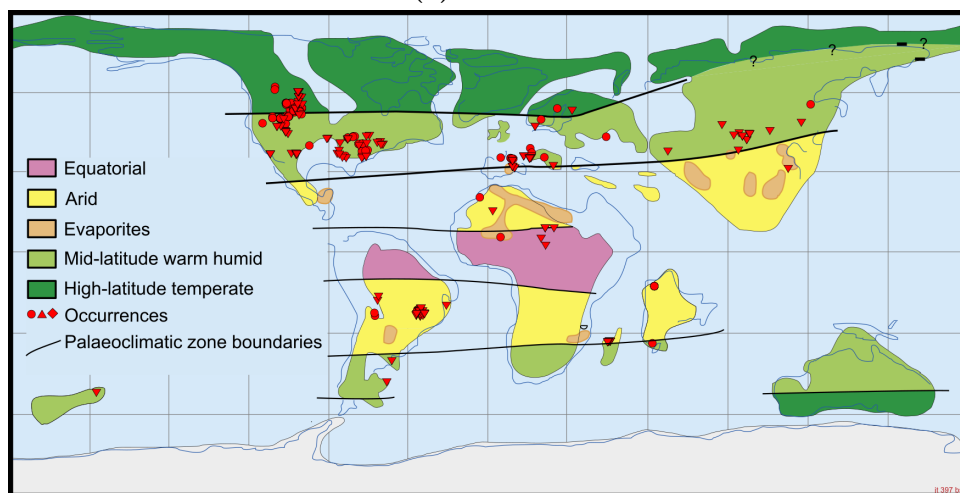 (…)
? ? ?
Equatorial
Arid
Evaporites
Mid-latitude warm humid
High-latitude temperate
Occurrences
Palaeoclimatic zone boundaries